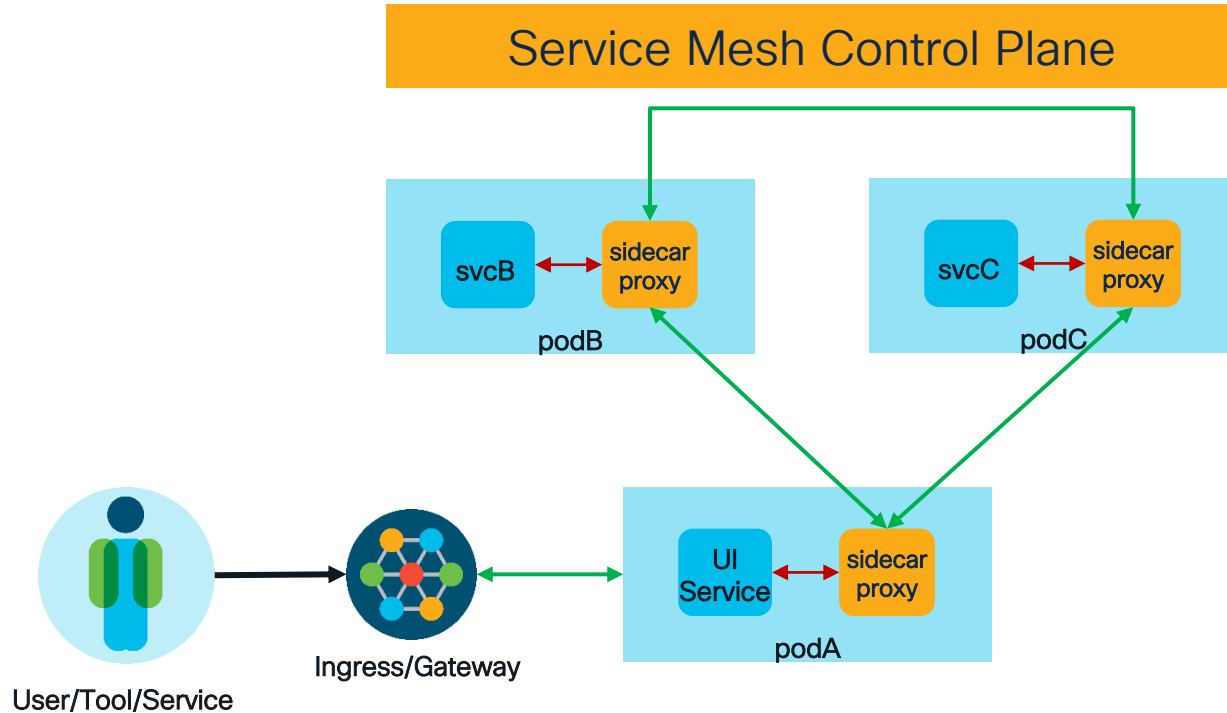 Service Mesh Control Plane
svcB
sidecar
proxy
podB
svcC
sidecar
proxy
podC
UI
Service
sidecar
proxy
podA
Ingress/Gateway
User/Tool/Service